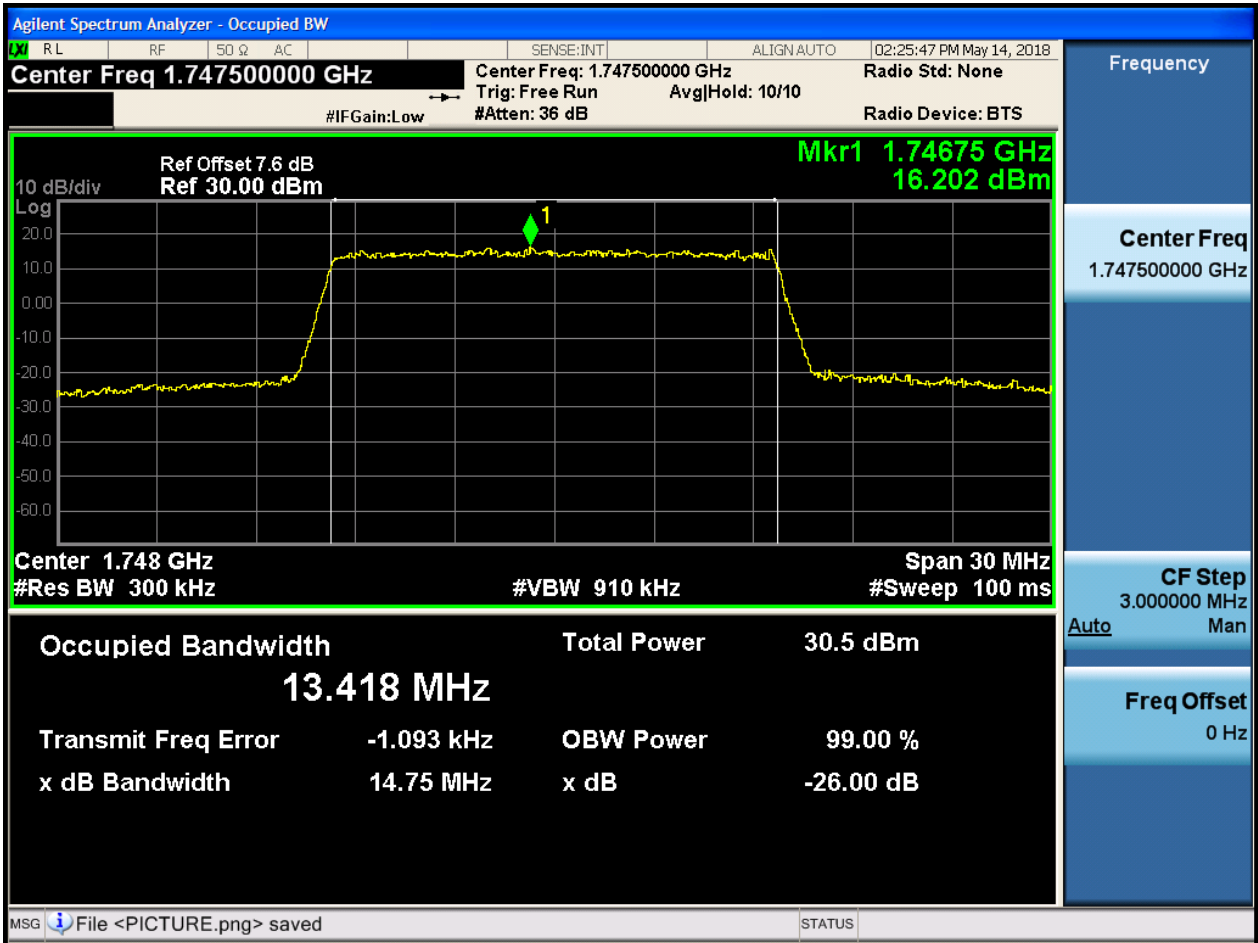 Agilent Spectrum Analyzer - Occupied BW
LXI RL RF 50 Ω AC SENSE:INT ALIGN AUTO 02:25:47 PM May 14, 2018
Center Freq 1.747500000 GHz
Center Freq: 1.747500000 GHz Radio Std: None
Trig: Free Run Avg|Hold: 10/10
#IFGain:Low #Atten: 36 dB Radio Device: BTS
Mkr1 1.74675 GHz
16.202 dBm
Ref Offset 7.6 dB
10 dB/div Ref 30.00 dBm
Log
1
20.0
10.0
0.00
-10.0
-20.0
-30.0
-40.0
-50.0
-60.0
Center 1.748 GHz Span 30 MHz
#Res BW 300 kHz #VBW 910 kHz #Sweep 100 ms
Occupied Bandwidth Total Power 30.5 dBm
13.418 MHz
Transmit Freq Error -1.093 kHz OBW Power 99.00 %
x dB Bandwidth 14.75 MHz x dB -26.00 dB
MSG File <PICTURE.png> saved STATUS
Frequency
Center Freq
1.747500000 GHz
CF Step
3.000000 MHz
Auto Man
Freq Offset
0 Hz